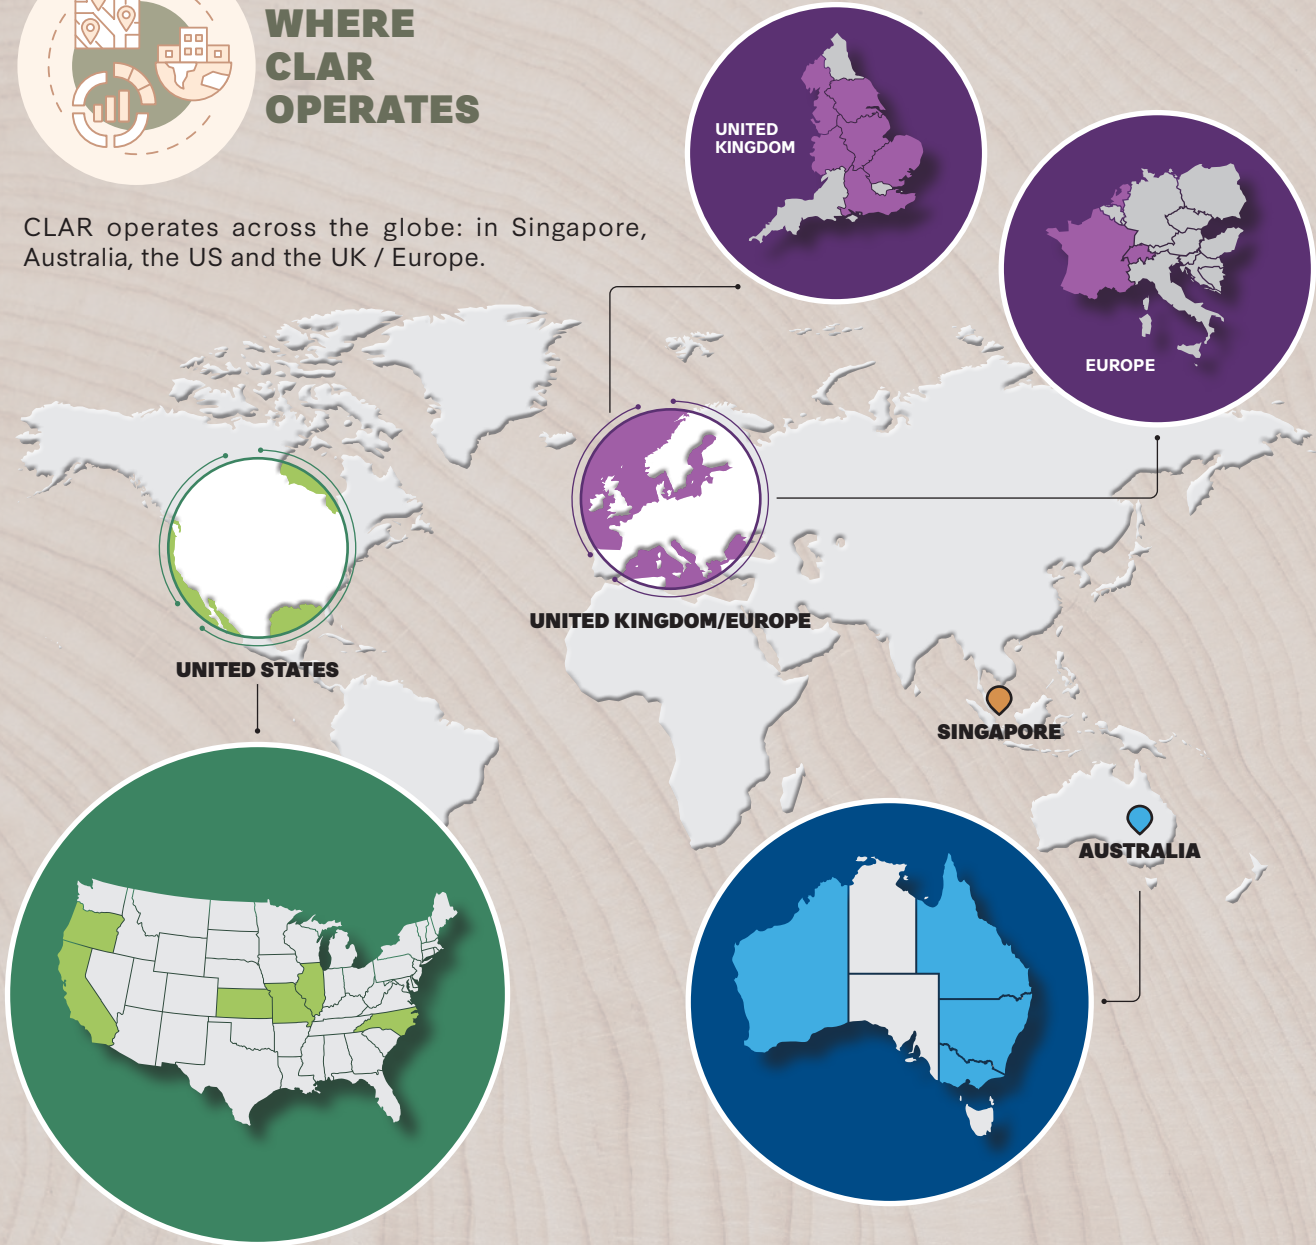 WHERE
CLAR
OPERATES
CLAR operates across the globe: in Singapore,
Australia, the US and the UK / Europe.
UNITED
KINGDOM
EUROPE
UNITED KINGDOM/EUROPE
UNITED STATES
SINGAPORE
AUSTRALIA